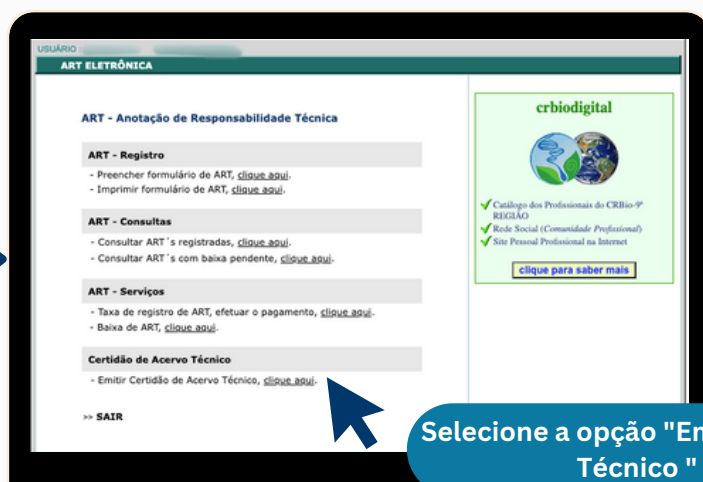 USUÁRIO :
ART ELETRÔNICA
ART - Anotação de Responsabilidade Técnica
ART - Registro
- Preencher formulário de ART, clique aqui.
- Imprimir formulário de ART, clique aqui.
ART - Consultas
- Consultar ART´s registradas, clique aqui.
- Consultar ART´s com baixa pendente, clique aqui.
ART - Serviços
- Taxa de registro de ART, efetuar o pagamento, clique aqui.
- Baixa de ART, clique aqui.
Certidão de Acervo Técnico
- Emitir Certidão de Acervo Técnico, clique aqui.
>> SAIR
crbiodigital
Catálogo dos Profissionais do CRBio-9ª
REGIÃO
Rede Social (Comunidade Profissional)
Site Pessoal Profissional na Internet
clique para saber mais
Selecione a opção "Em
Técnico "